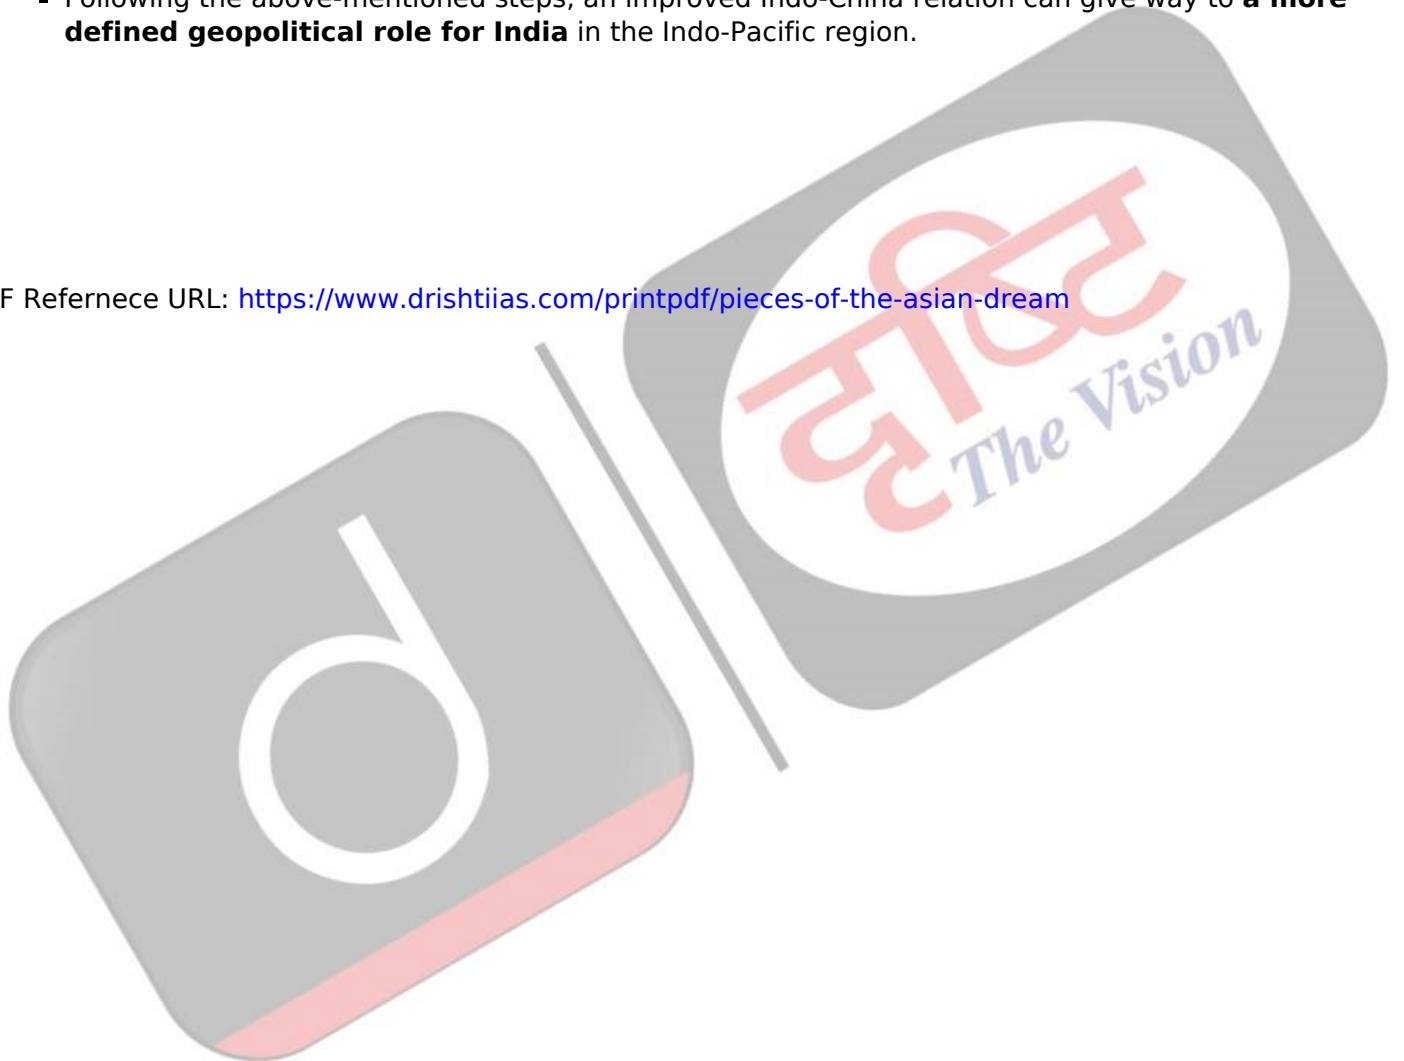 Following the above-mentioned steps, an improved Indo-China relation can give way to a more
defined geopolitical role for India in the Indo-Pacific region.
F Refernece URL: https://www.drishtiias.com/printpdf/pieces-of-the-asian-dream
दृष्टि
The Vision
d